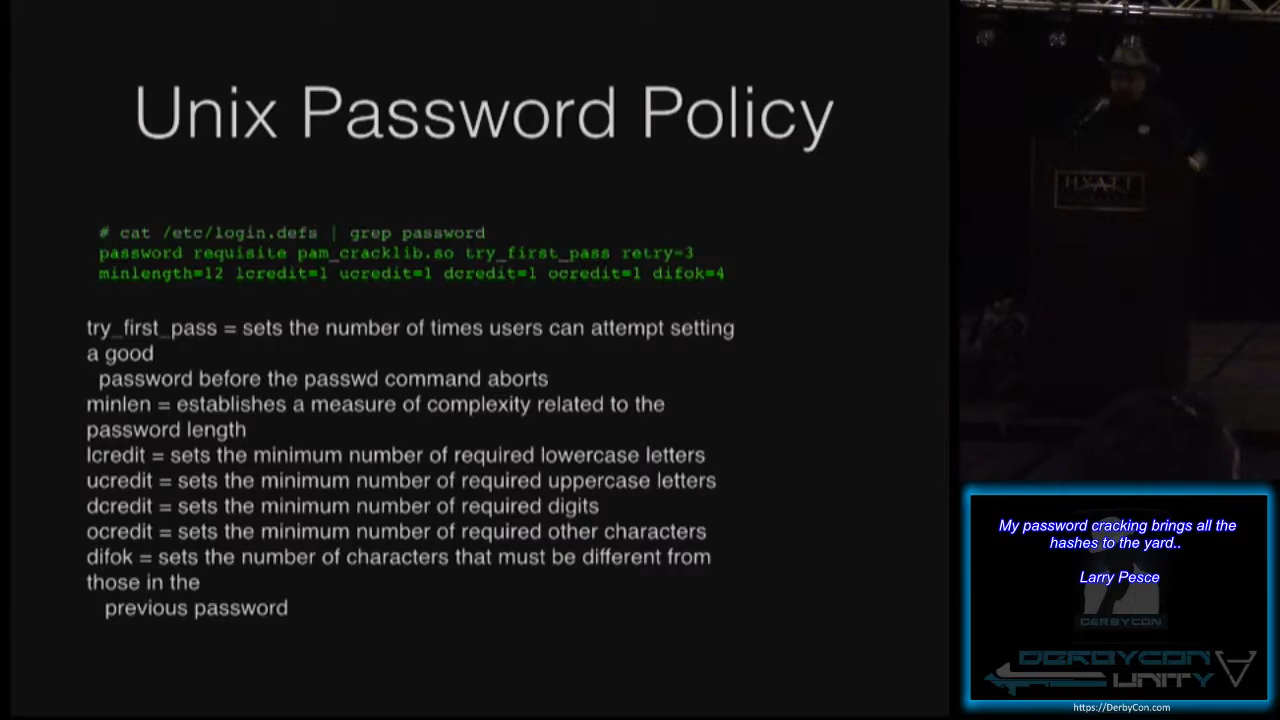 Unix Password Policy
# cat /etc/login.defs | grep password
password requisite pam_cracklib.so try_first_pass retry=3
minlength=12 lcredit=1 ucredit=1 dcredit=1 ocredit=1 difok=4
try_first_pass = sets the number of times users can attempt setting
a good
password before the passwd command aborts
minlen = establishes a measure of complexity related to the
password length
lcredit = sets the minimum number of required lowercase letters
ucredit = sets the minimum number of required uppercase letters
dcredit = sets the minimum number of required digits
ocredit = sets the minimum number of required other characters
difok = sets the number of characters that must be different from
those in the
previous password
HYATT
My password cracking brings all the
hashes to the yard..
Larry Pesce
DERBYCON
DERBYCON
UNITY
https://DerbyCon.com